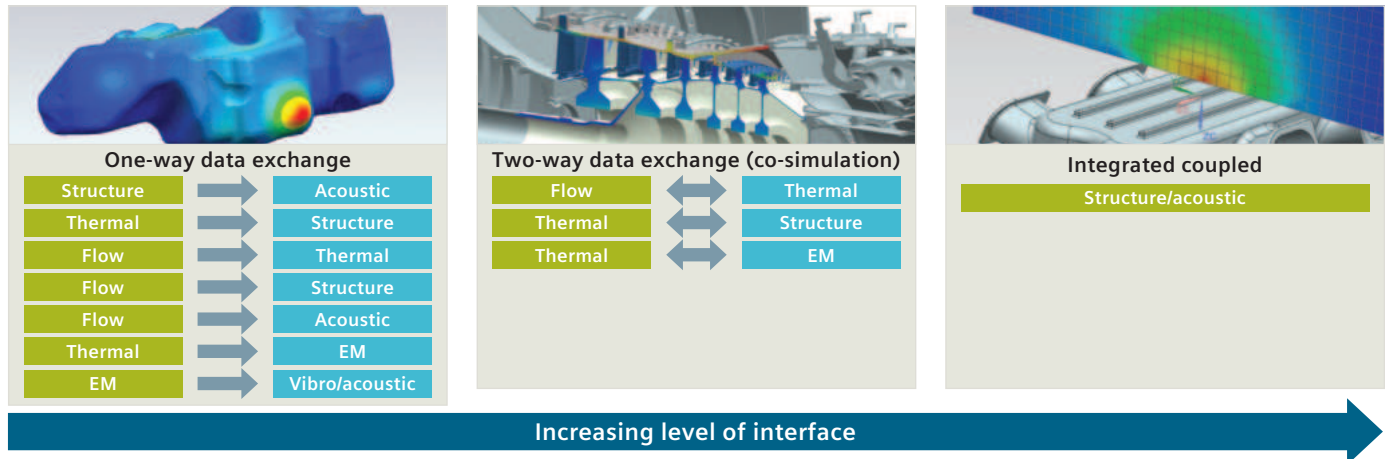 One-way data exchange
Structure Acoustic
Thermal Structure
Flow Thermal
Flow Structure
Flow Acoustic
Thermal EM
EM Vibro/acoustic
Two-way data exchange (co-simulation)
Flow Thermal
Thermal Structure
Thermal EM
Integrated coupled
Structure/acoustic
Increasing level of interface